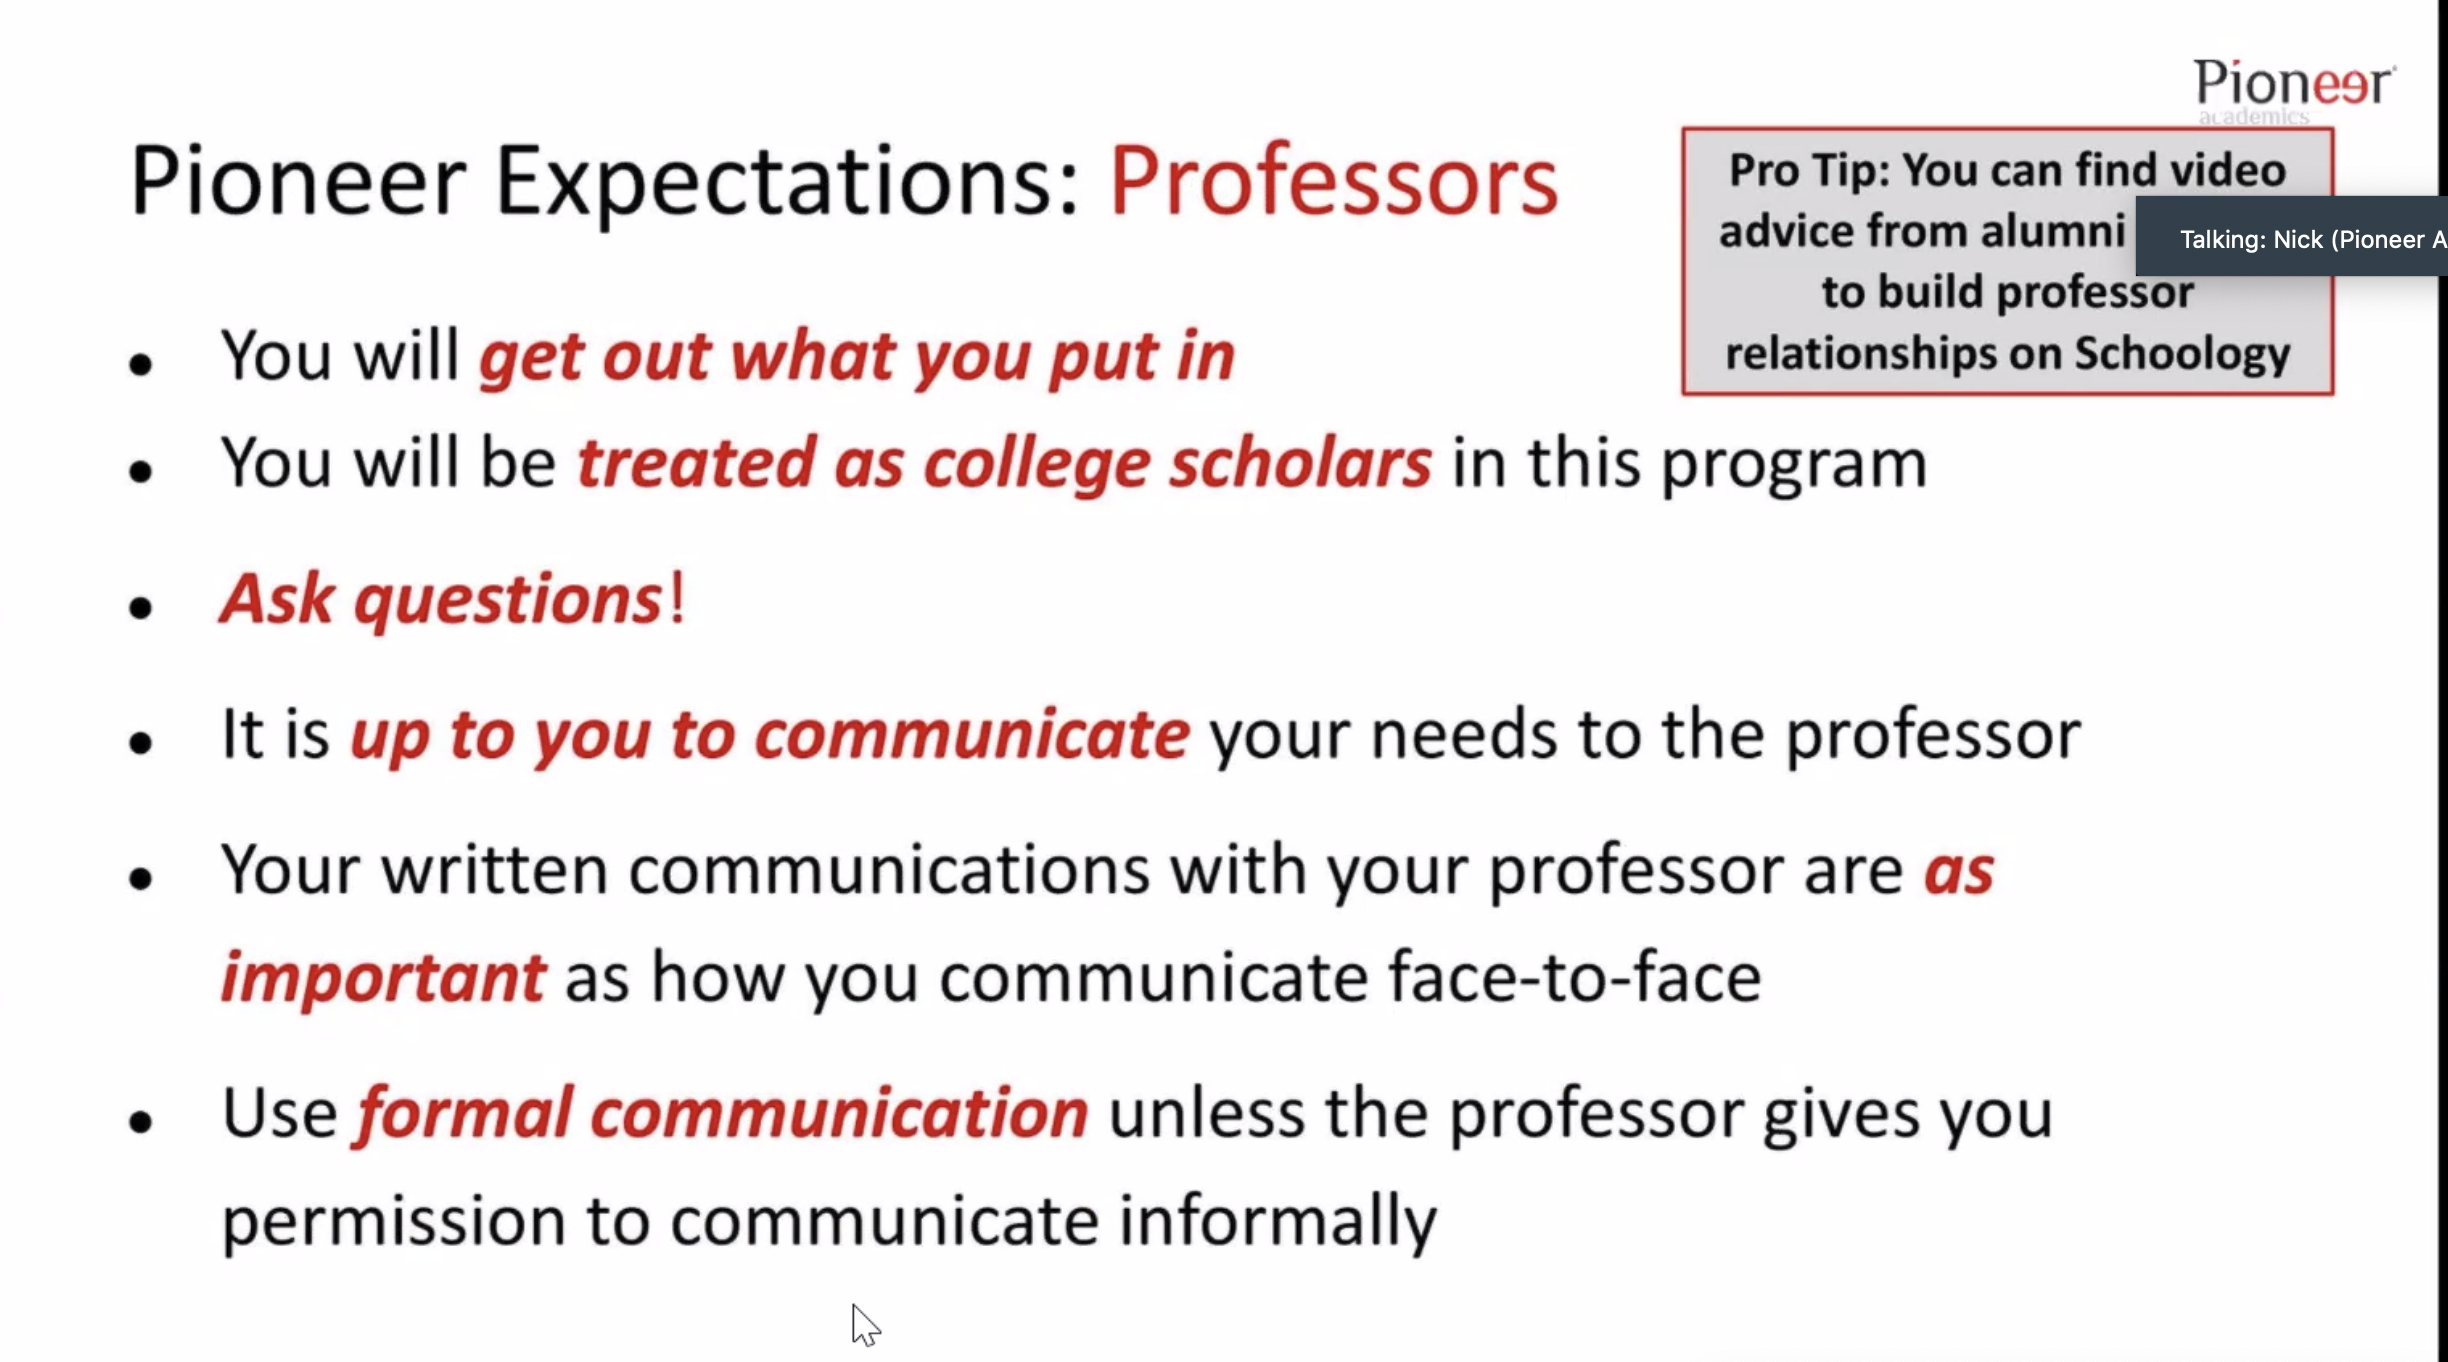 Pioneer
academics
Pioneer Expectations: Professors
Pro Tip: You can find video
advice from alumni
to build professor
relationships on Schoology
Talking: Nick (Pioneer A
• You will get out what you put in
• You will be treated as college scholars in this program
• Ask questions!
• It is up to you to communicate your needs to the professor
• Your written communications with your professor are as
important as how you communicate face-to-face
• Use formal communication unless the professor gives you
permission to communicate informally